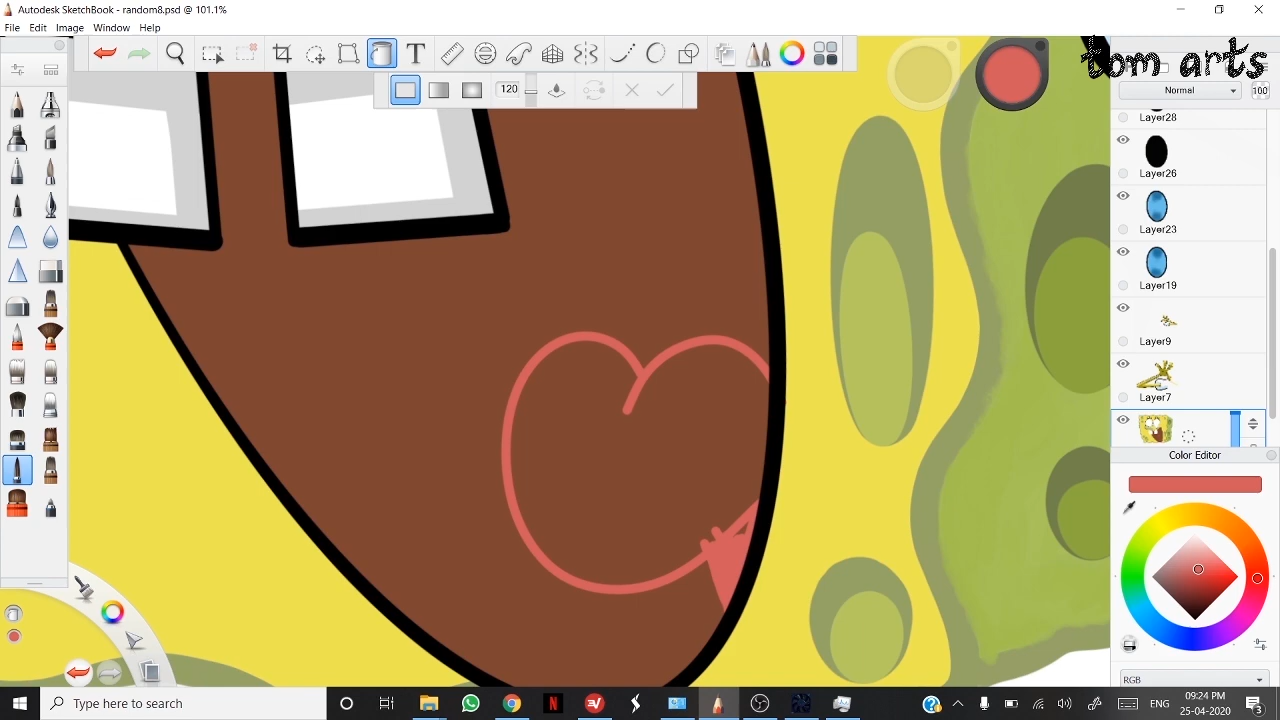 Autodesk SketchBook - random8.psd @ 101.1%
File Edit Image Window Help
T
tom arts
120
Normal
100
Layer28
Layer26
Layer23
Layer19
Layer9
Layer7
Color Editor
RGB
Type here to search
N
ENG
09:24 PM
25-04-2020